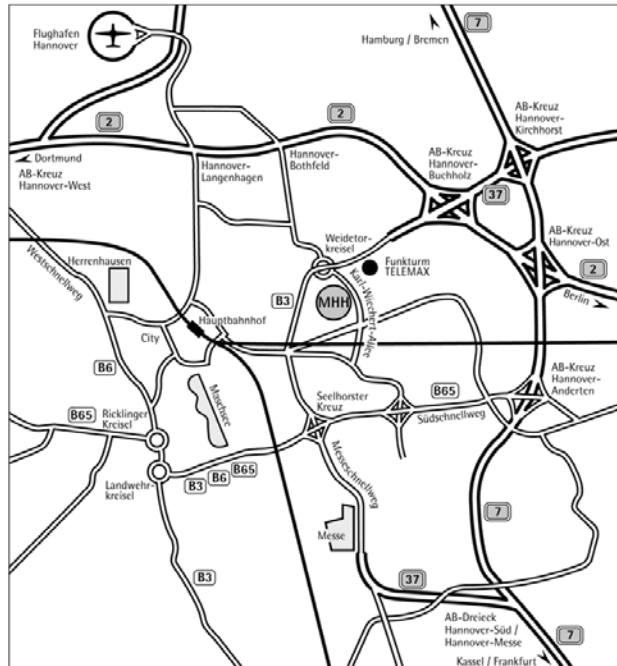 Flughafen
Hannover
7
Hamburg / Bremen
2
2
AB-Kreuz
Hannover-
Kirchhorst
Dortmund
AB-Kreuz
Hannover-West
Hannover-
Langenhagen
Hannover-
Bothfeld
AB-Kreuz
Hannover-
Buchholz
37
AB-Kreuz
Hannover-Ost
2
Berlin
Westschnellweg
Herrenhausen
Weidetor-
kreisel
Funkturm
TELEMAX
B3
MHH
Karl-Wiechert-Allee
Hauptbahnhof
City
B6
Maschsee
B65
Ricklinger
Kreisel
Seelhorster
Kreuz
B65
Südschnellweg
AB-Kreuz
Hannover-
Anderten
Landwehr-
kreisel
B3
B6
B65
Messeschnellweg
Messe
7
B3
37
AB-Dreieck
Hannover-Süd /
Hannover-Messe
7
Kassel / Frankfurt